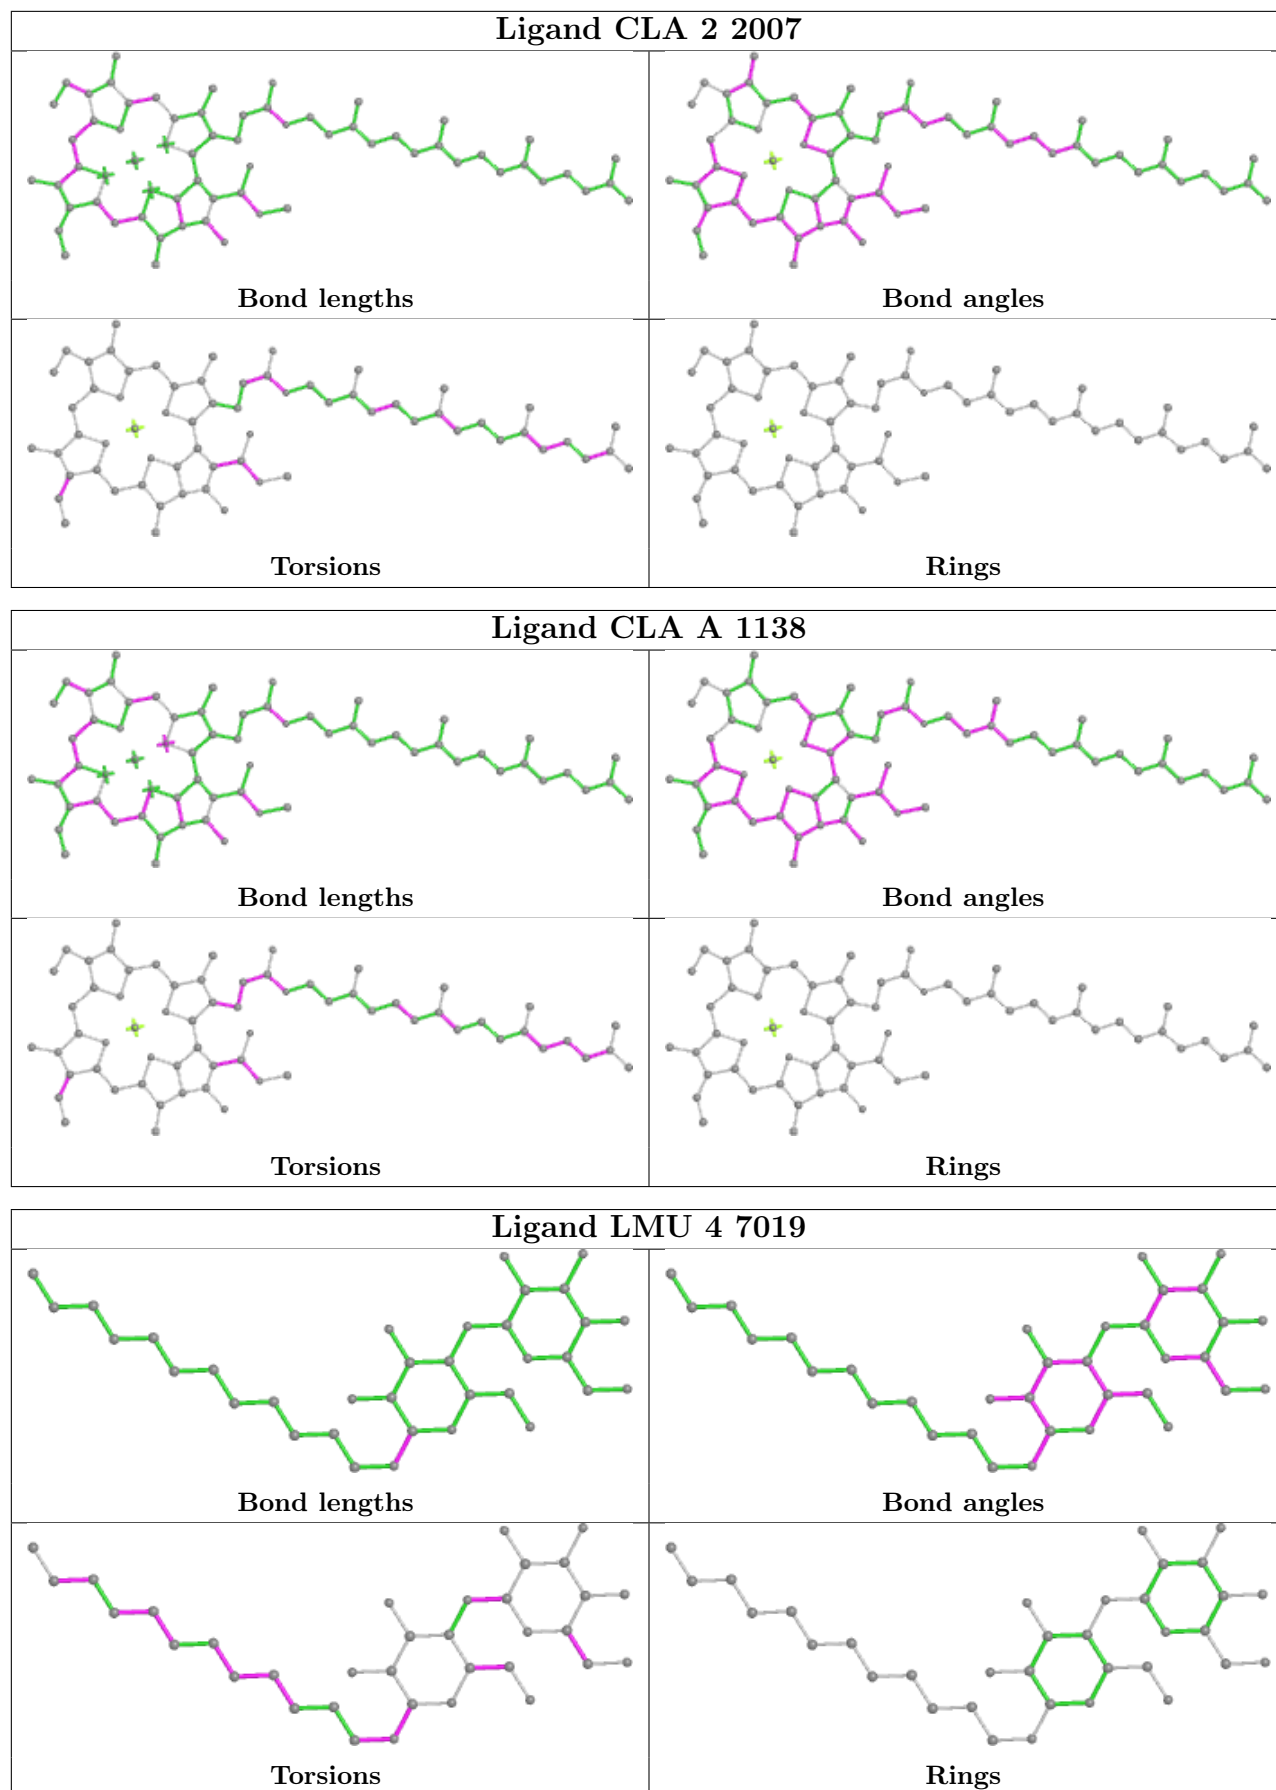 Ligand CLA 2 2007
Bond lengths
Bond angles
Torsions
Rings
Ligand CLA A 1138
Bond lengths
Bond angles
Torsions
Rings
Ligand LMU 4 7019
Bond lengths
Bond angles
Torsions
Rings